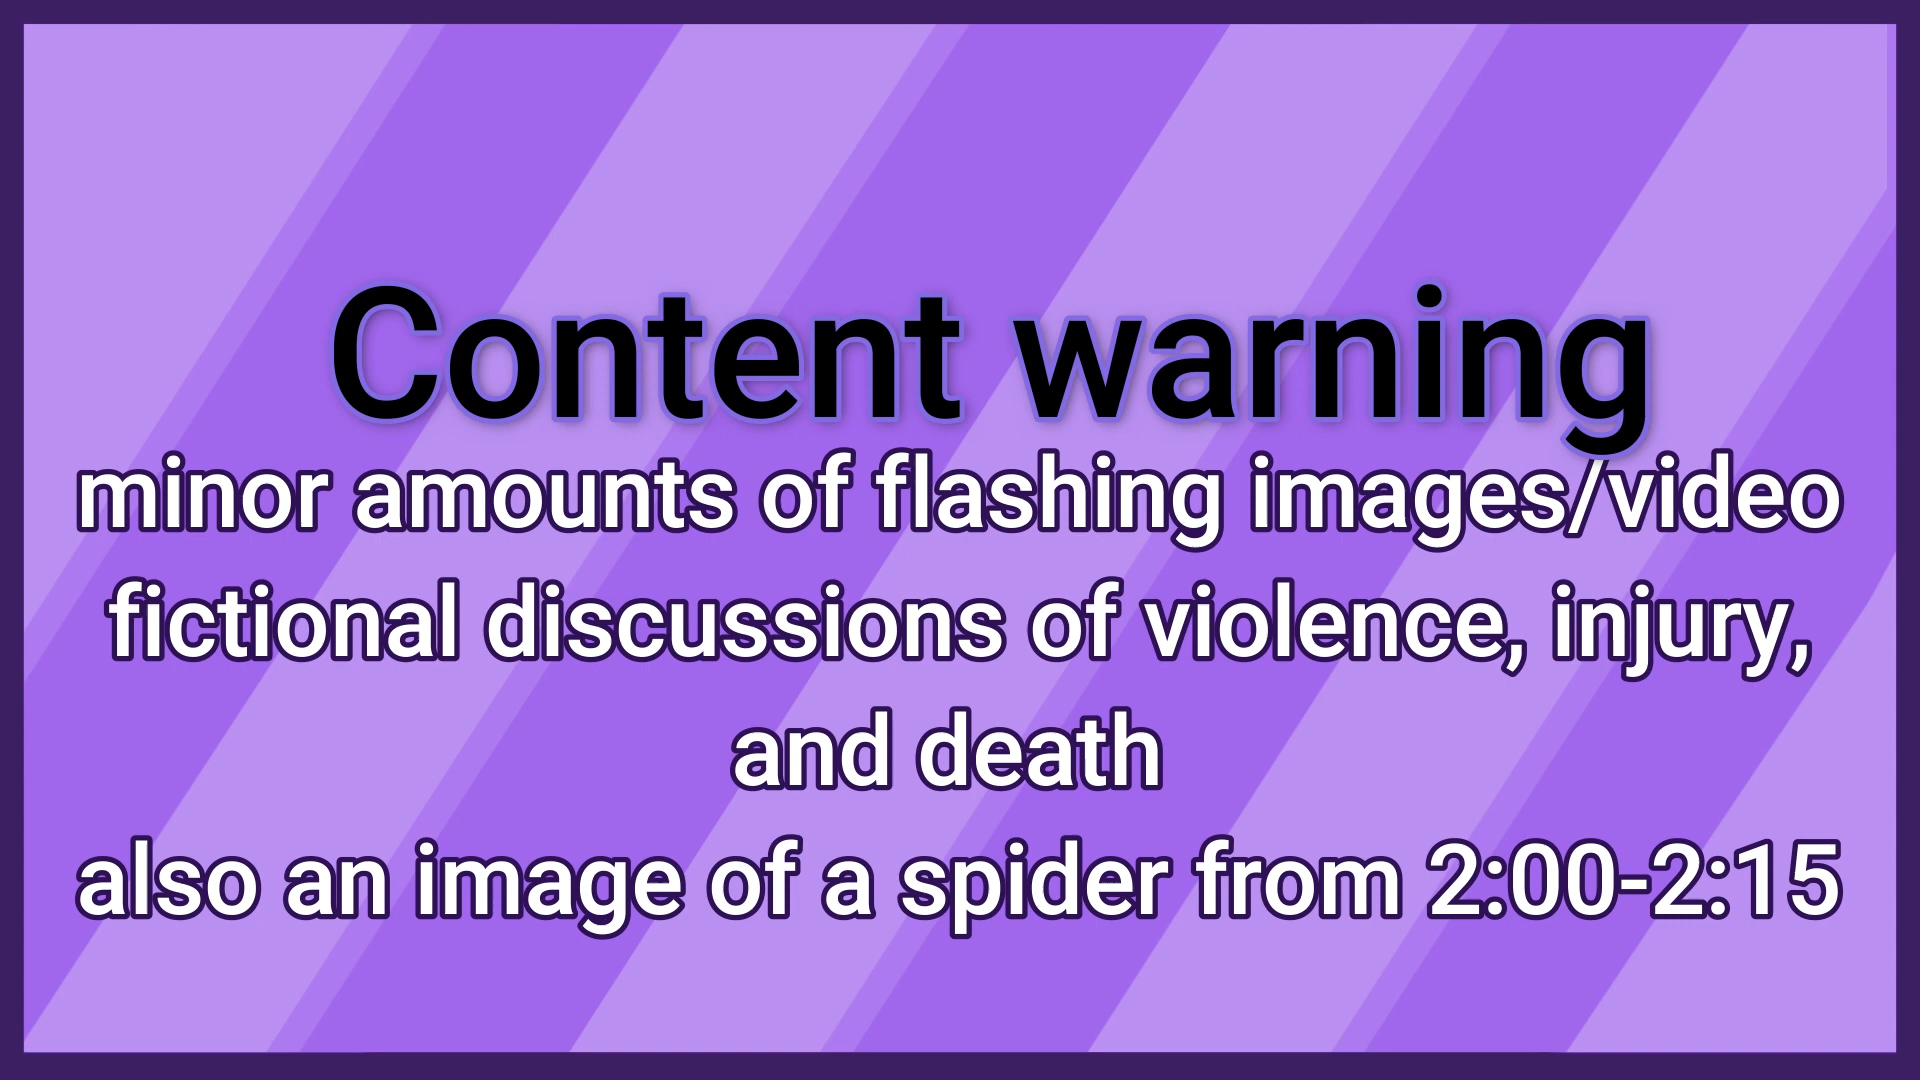 Content warning
minor amounts of flashing images/video
fictional discussions of violence, injury,
and death
also an image of a spider from 2:00-2:15